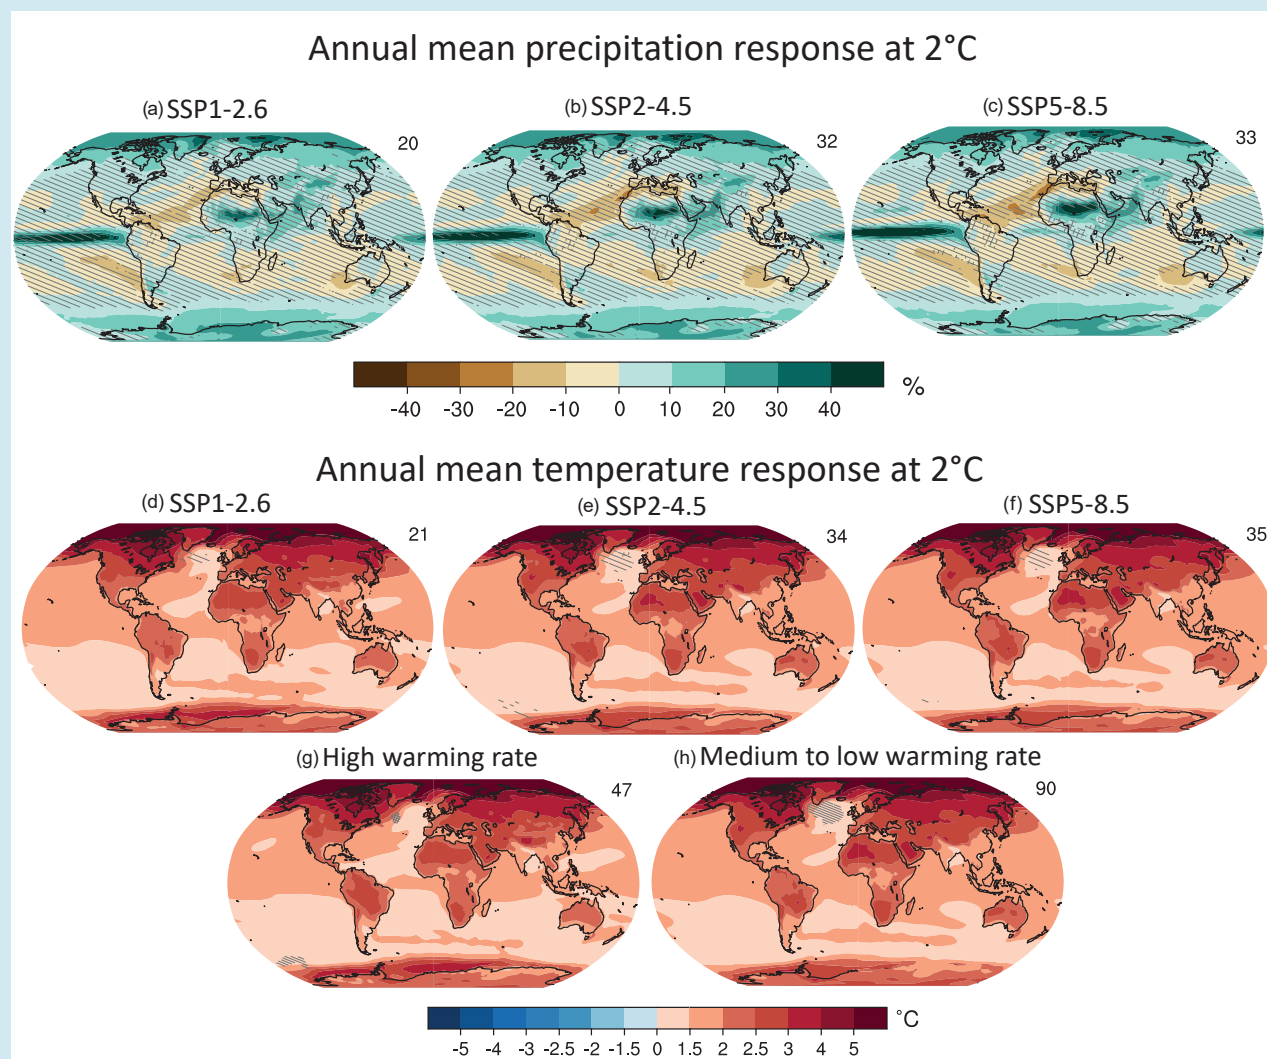 Annual mean precipitation response at 2°C
(a) SSP1-2.6
20
(b) SSP2-4.5
32
(c) SSP5-8.5
33
-40 -30 -20 -10 0 10 20 30 40
%
Annual mean temperature response at 2°C
(d) SSP1-2.6
21
(e) SSP2-4.5
34
(f) SSP5-8.5
35
(g) High warming rate
47
(h) Medium to low warming rate
90
°C
-5 -4 -3 -2.5 -2 -1.5 0 1.5 2 2.5 3 4 5